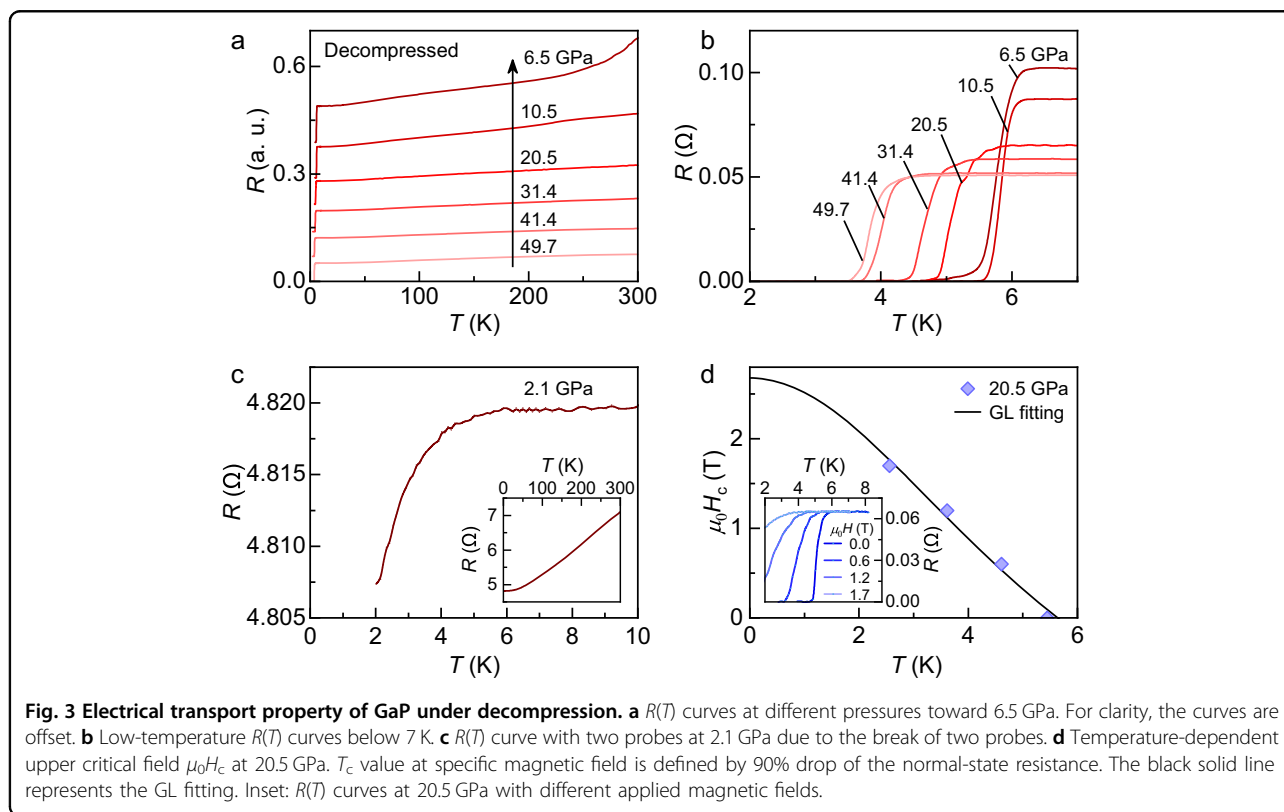 a
Decompressed
6.5 GPa
10.5
20.5
31.4
41.4
49.7
0.6
0.3
0.0
R (a. u.)
0 100 200 300
T (K)
b
6.5 GPa
10.5
20.5
31.4
41.4
49.7
0.10
0.05
0.00
R (Ω)
2 4 6
T (K)
c
2.1 GPa
4.820
4.815
4.810
4.805
R (Ω)
0 2 4 6 8 10
T (K)
T (K)
0 100 200 300
7
6
5
R (Ω)
d
20.5 GPa
GL fitting
2
1
0
μ₀Hc (T)
0 2 4 6
T (K)
T (K)
2 4 6 8
μ₀H (T)
0.0
0.6
1.2
1.7
0.06
0.03
0.00
R (Ω)
Fig. 3 Electrical transport property of GaP under decompression. a R(T) curves at different pressures toward 6.5 GPa. For clarity, the curves are
offset. b Low-temperature R(T) curves below 7 K. c R(T) curve with two probes at 2.1 GPa due to the break of two probes. d Temperature-dependent
upper critical field μ₀Hc at 20.5 GPa. Tc value at specific magnetic field is defined by 90% drop of the normal-state resistance. The black solid line
represents the GL fitting. Inset: R(T) curves at 20.5 GPa with different applied magnetic fields.